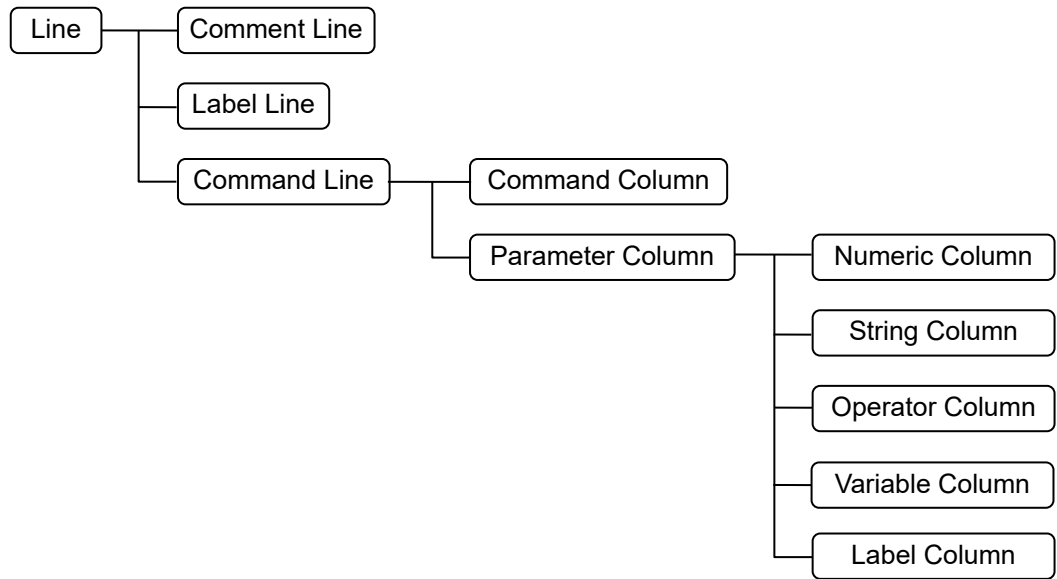 Line
Comment Line
Label Line
Command Line
Command Column
Parameter Column
Numeric Column
String Column
Operator Column
Variable Column
Label Column